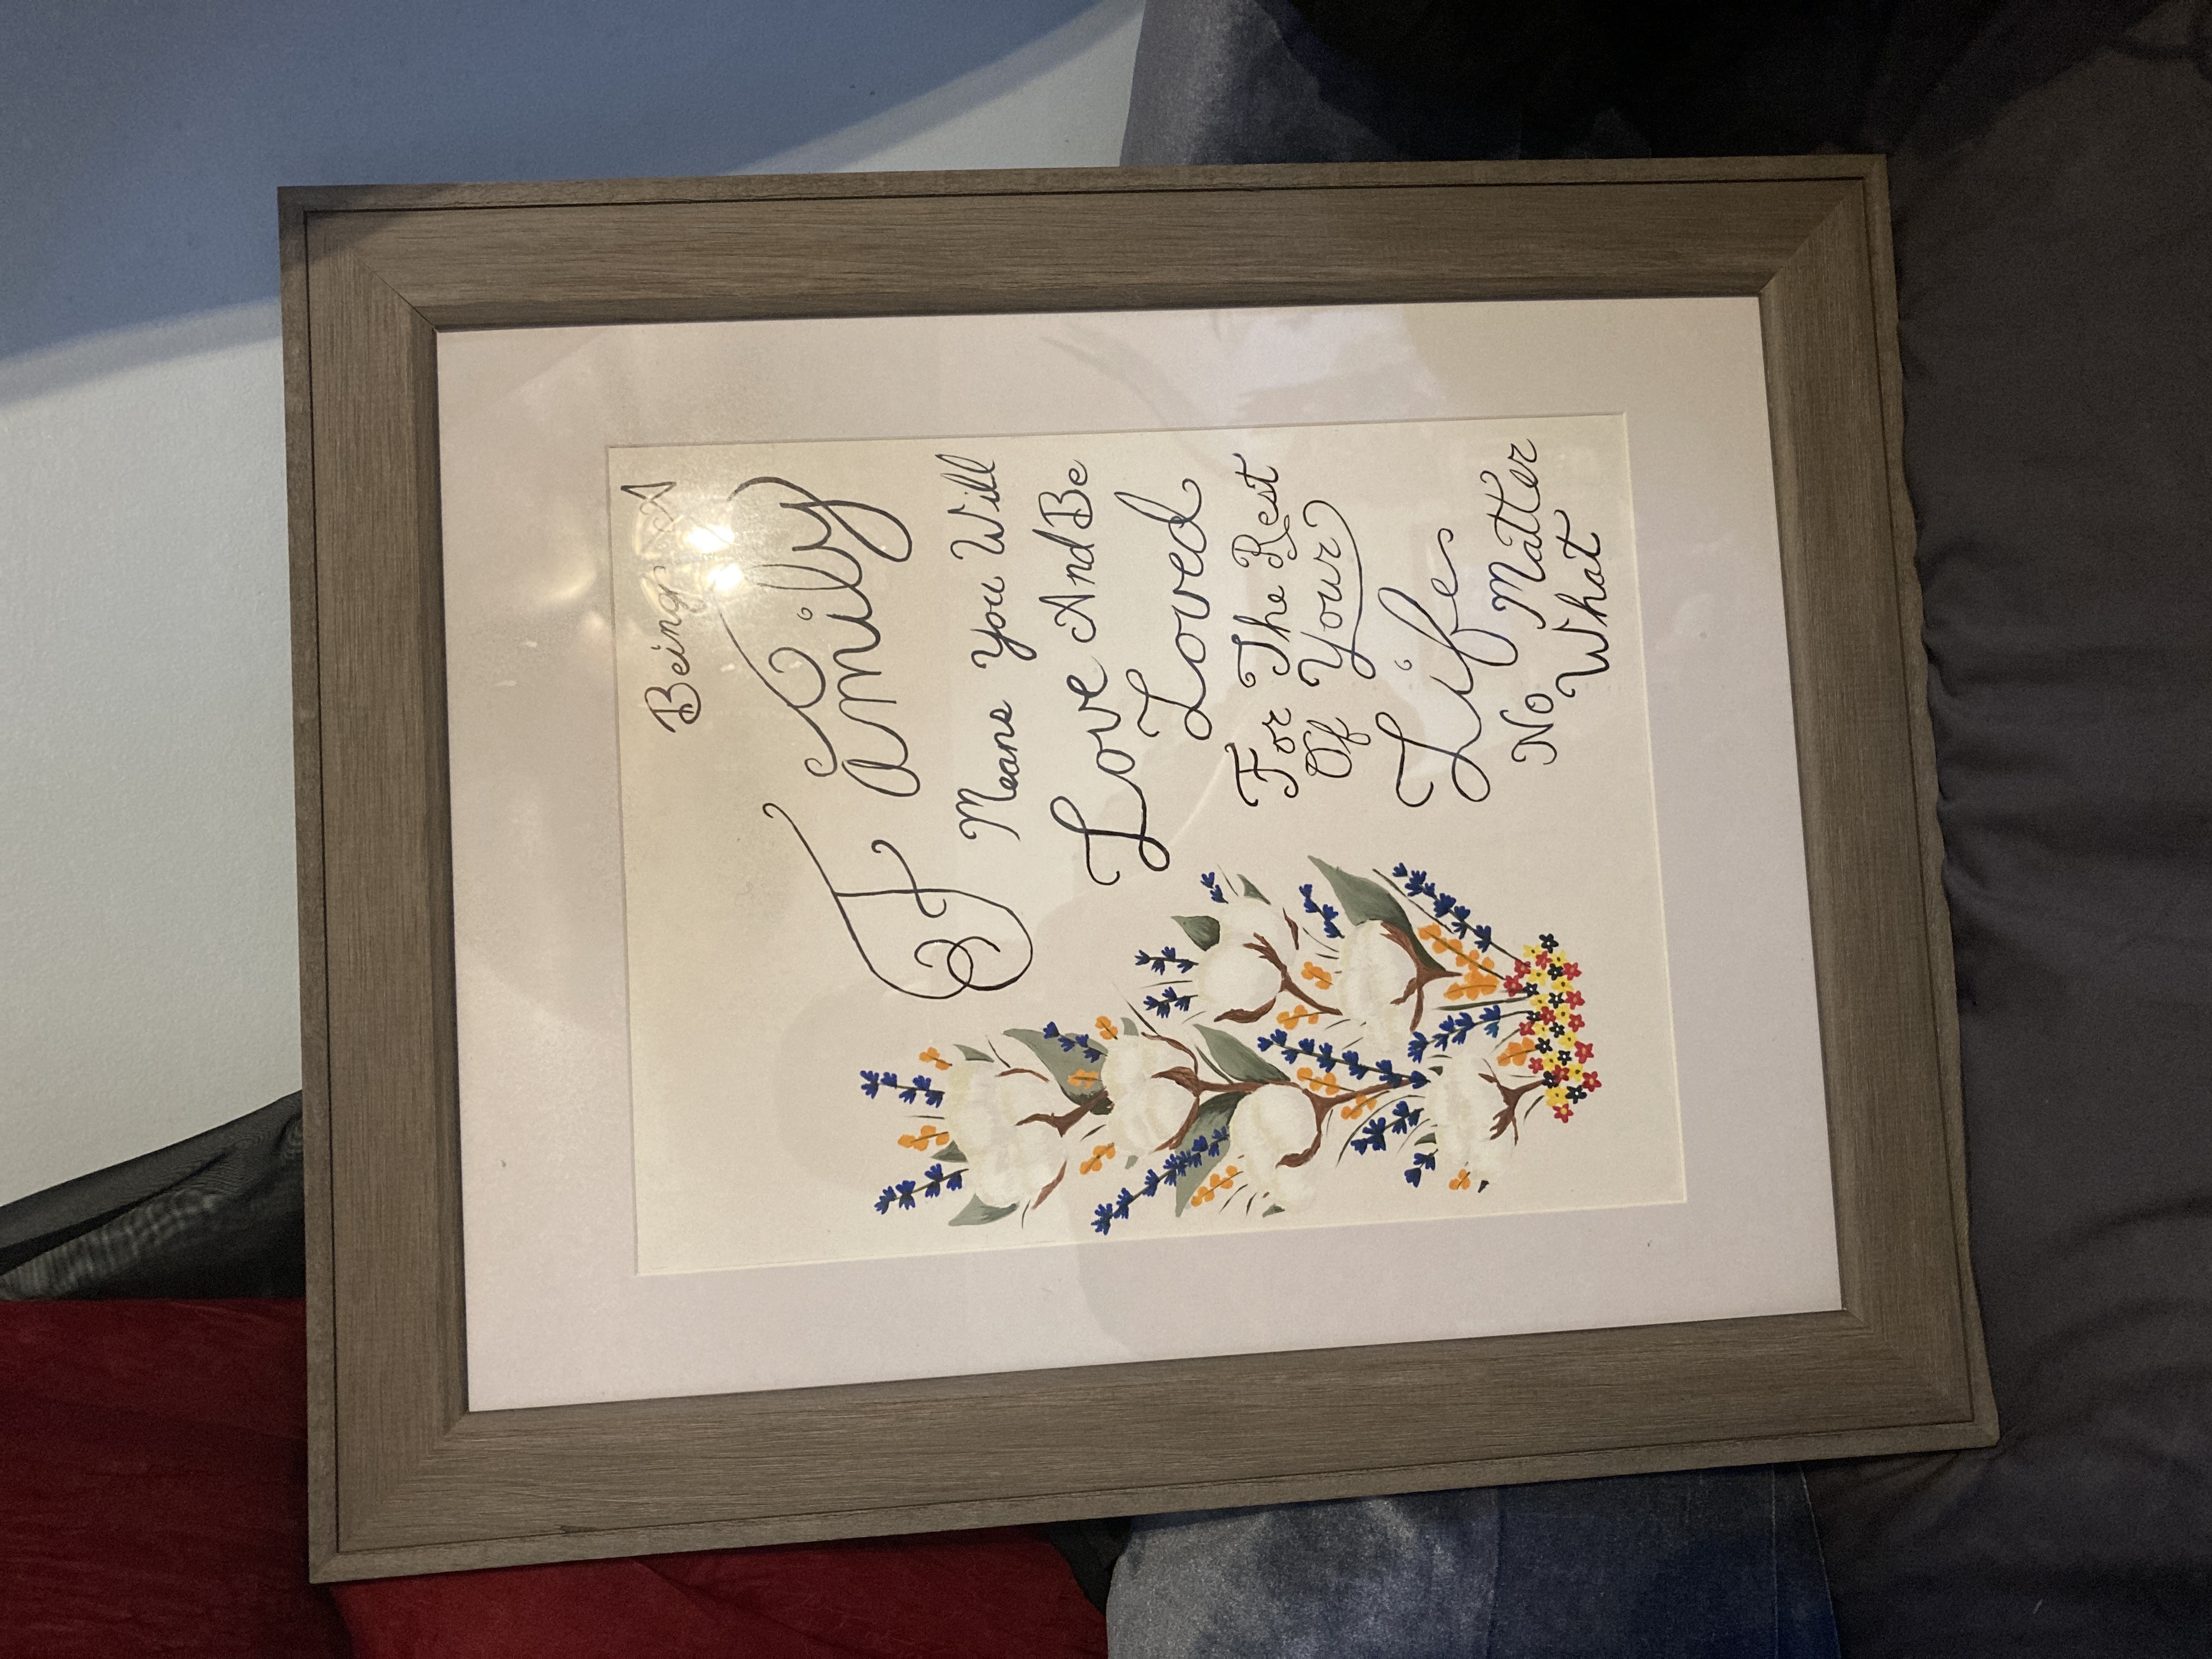 Being A
Family
Means You Will
Love And Be
Loved
For The Rest
Of Your
Life
No Matter
What